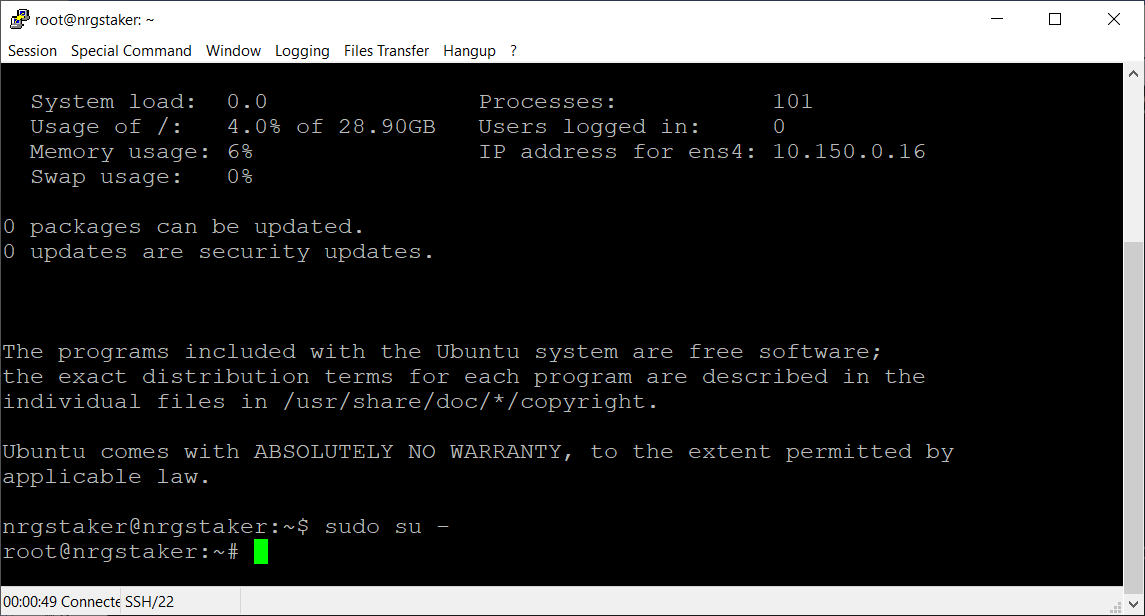 root@nrgstaker: ~
Session Special Command Window Logging Files Transfer Hangup ?
System load: 0.0 Processes: 101
Usage of /: 4.0% of 28.90GB Users logged in: 0
Memory usage: 6% IP address for ens4: 10.150.0.16
Swap usage: 0%
0 packages can be updated.
0 updates are security updates.
The programs included with the Ubuntu system are free software;
the exact distribution terms for each program are described in the
individual files in /usr/share/doc/*/copyright.
Ubuntu comes with ABSOLUTELY NO WARRANTY, to the extent permitted by
applicable law.
nrgstaker@nrgstaker:~$ sudo su -
root@nrgstaker:~#
00:00:49 Connecte SSH/22